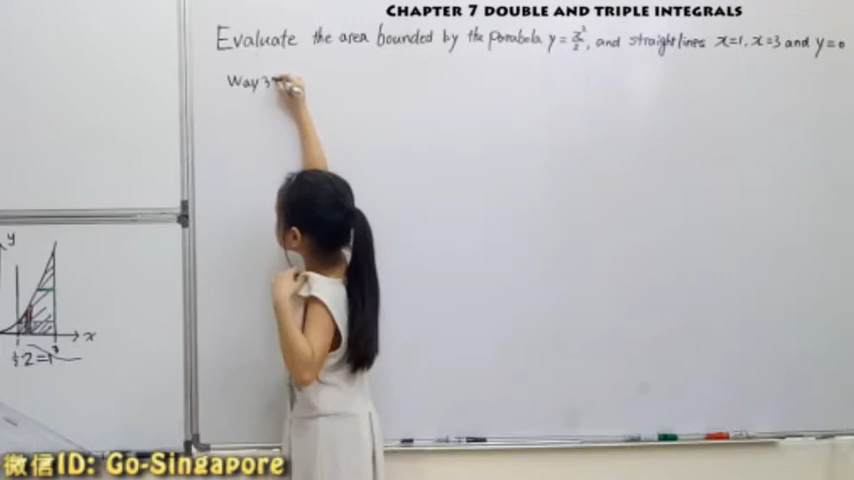 CHAPTER 7 DOUBLE AND TRIPLE INTEGRALS
Evaluate the area bounded by the parabola y = x²/2, and straight lines x=1, x=3 and y=0
Way 3
y
x
微信ID: Go-Singapore